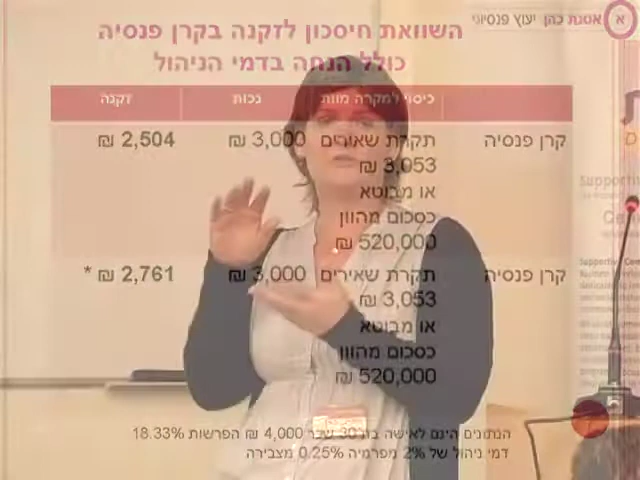 אסנת כהן יעוץ פנסיוני
השוואת חיסכון לזקנה בקרן פנסיה
כולל הנחה בדמי הניהול
כיסוי למקרה מוות נכות זקנה
קרן פנסיה תקרת שאירים 3,000 ₪ 2,504 ₪
3,053 ₪
או מבוטא
כסכום מהוון
520,000 ₪
קרן פנסיה תקרת שאירים 3,000 ₪ 2,761 ₪ *
3,053 ₪
או מבוטא
כסכום מהוון
520,000 ₪
הנתונים הינם לאישה בת 30 שכר 4,000 ₪ הפרשות 18.33%
דמי ניהול של 2% מפרמיה 0.25% מצבירה